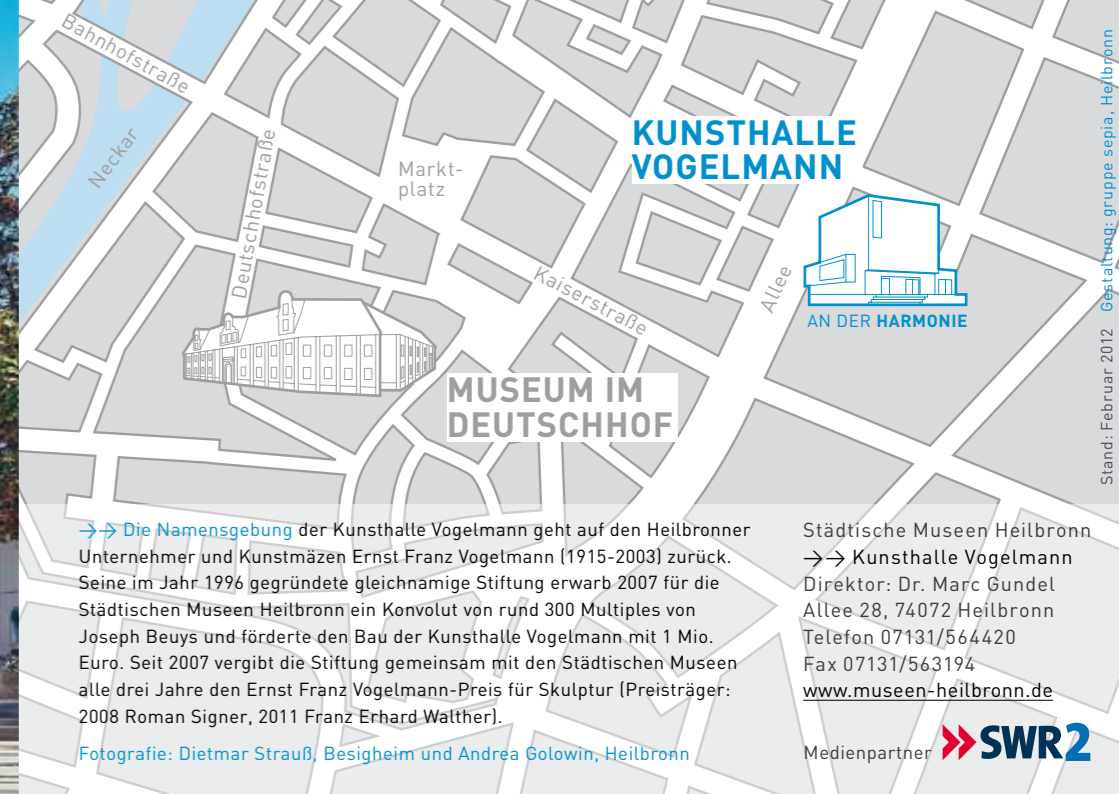 Bahnhofstraße
Neckar
Deutschhofstraße
Markt-
platz
KUNSTHALLE
VOGELMANN
Kaiserstraße
Allee
AN DER HARMONIE
MUSEUM IM
DEUTSCHHOF
Stand: Februar 2012 Gestaltung: gruppe sepia, Heilbronn
→→ Die Namensgebung der Kunsthalle Vogelmann geht auf den Heilbronner
Unternehmer und Kunstmäzen Ernst Franz Vogelmann (1915-2003) zurück.
Seine im Jahr 1996 gegründete gleichnamige Stiftung erwarb 2007 für die
Städtischen Museen Heilbronn ein Konvolut von rund 300 Multiples von
Joseph Beuys und förderte den Bau der Kunsthalle Vogelmann mit 1 Mio.
Euro. Seit 2007 vergibt die Stiftung gemeinsam mit den Städtischen Museen
alle drei Jahre den Ernst Franz Vogelmann-Preis für Skulptur (Preisträger:
2008 Roman Signer, 2011 Franz Erhard Walther).
Fotografie: Dietmar Strauß, Besigheim und Andrea Golowin, Heilbronn
Städtische Museen Heilbronn
→→ Kunsthalle Vogelmann
Direktor: Dr. Marc Gundel
Allee 28, 74072 Heilbronn
Telefon 07131/564420
Fax 07131/563194
www.museen-heilbronn.de
Medienpartner SWR2